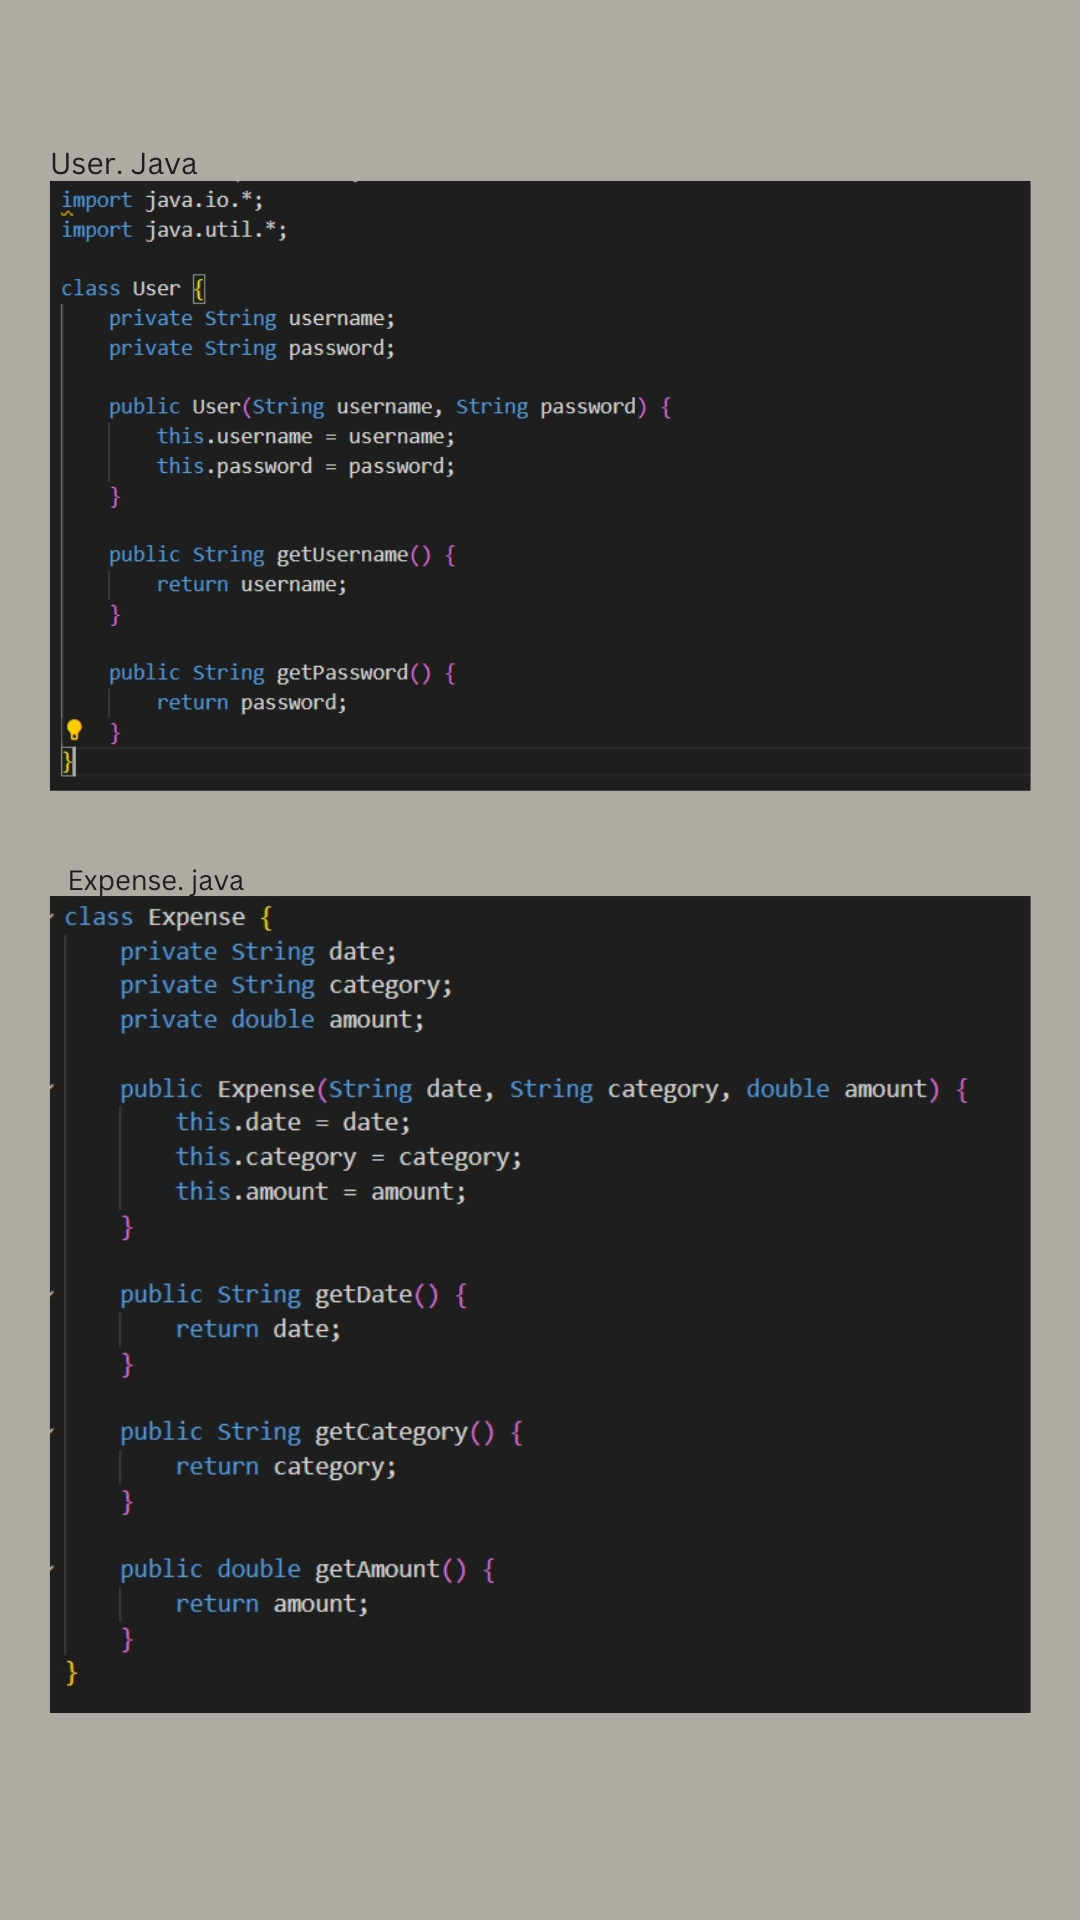 User. Java
import java.io.*;
import java.util.*;
class User {
private String username;
private String password;
public User(String username, String password) {
this.username = username;
this.password = password;
}
public String getUsername() {
return username;
}
public String getPassword() {
return password;
}
}
Expense. java
class Expense {
private String date;
private String category;
private double amount;
public Expense(String date, String category, double amount) {
this.date = date;
this.category = category;
this.amount = amount;
}
public String getDate() {
return date;
}
public String getCategory() {
return category;
}
public double getAmount() {
return amount;
}
}